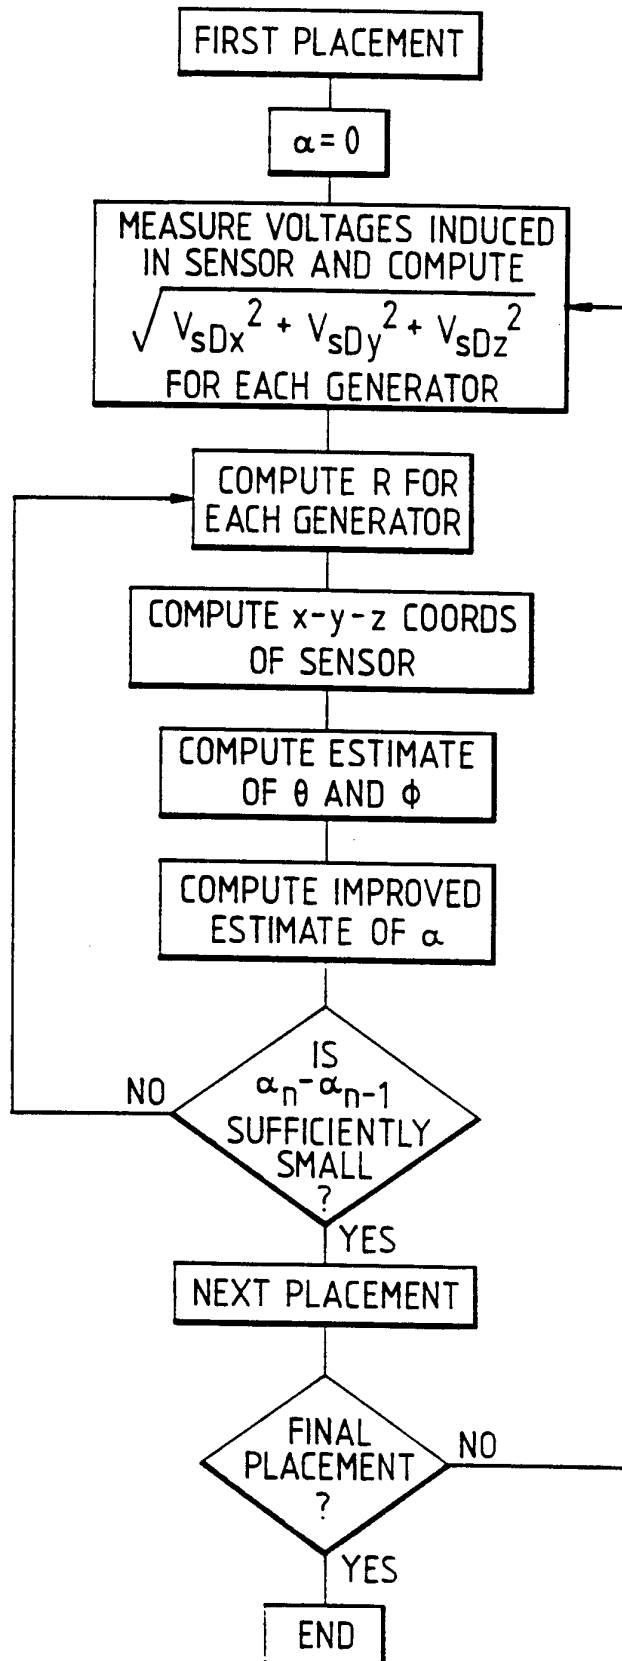 FIRST PLACEMENT
α = 0
MEASURE VOLTAGES INDUCED
IN SENSOR AND COMPUTE
√VsDx² + VsDy² + VsDz²
FOR EACH GENERATOR
COMPUTE R FOR
EACH GENERATOR
COMPUTE x-y-z COORDS
OF SENSOR
COMPUTE ESTIMATE
OF θ AND ϕ
COMPUTE IMPROVED
ESTIMATE OF α
IS
αn-αn-1
SUFFICIENTLY
SMALL
?
NO
YES
NEXT PLACEMENT
FINAL
PLACEMENT
?
NO
YES
END